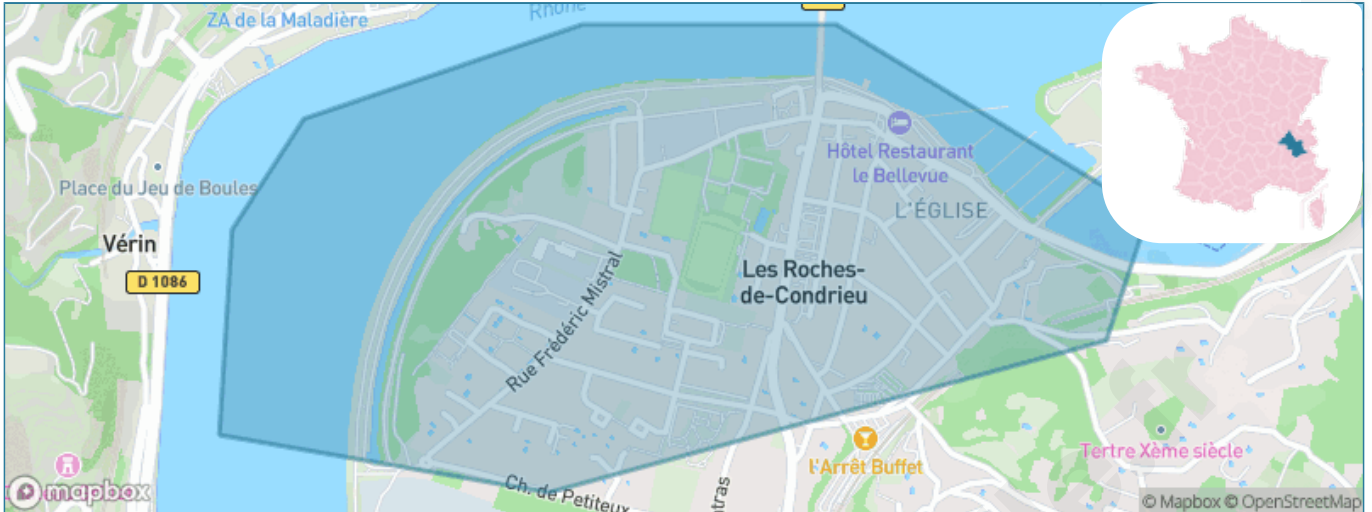 Rhône
ZA de la Maladière
Hôtel Restaurant
le Bellevue
Place du Jeu de Boules
L'ÉGLISE
Vérin
D 1086
Les Roches-
de-Condrieu
Rue Frédéric Mistral
l'Arrêt Buffet
Tertre Xème siècle
Ch. de Petiteux
mapbox
© Mapbox © OpenStreetMap